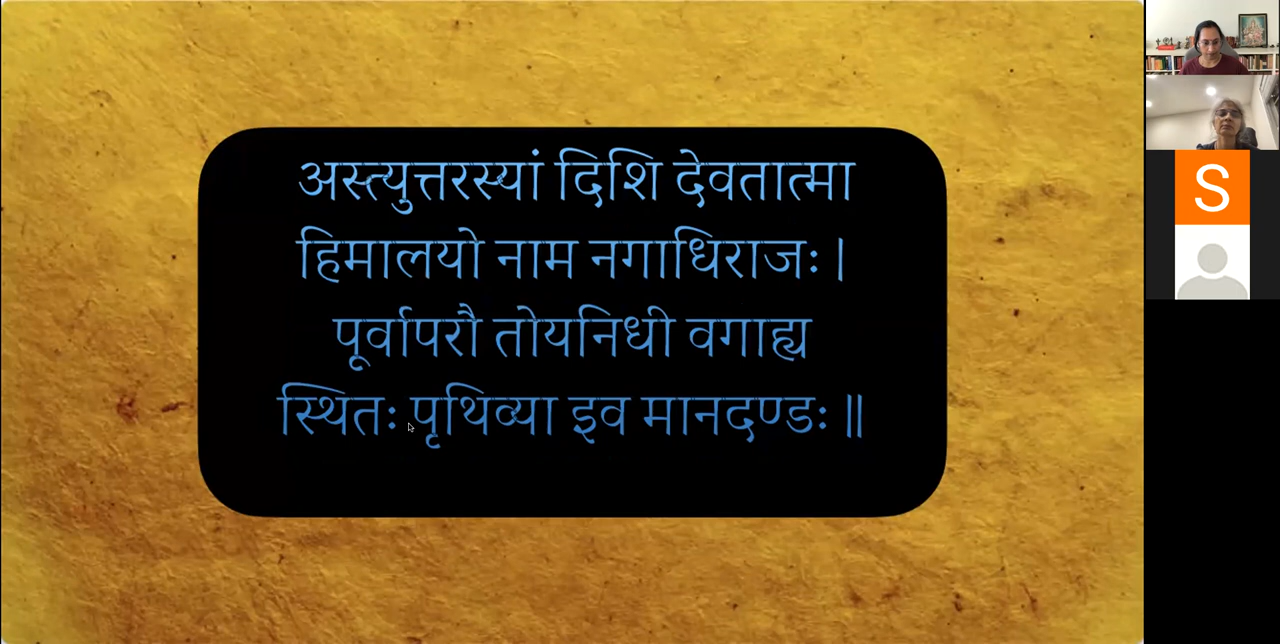 अस्त्युत्तरस्यां दिशि देवतात्मा
हिमालयो नाम नगाधिराजः।
पूर्वापरौ तोयनिधी वगाह्य
स्थितः पृथिव्या इव मानदण्डः॥
S